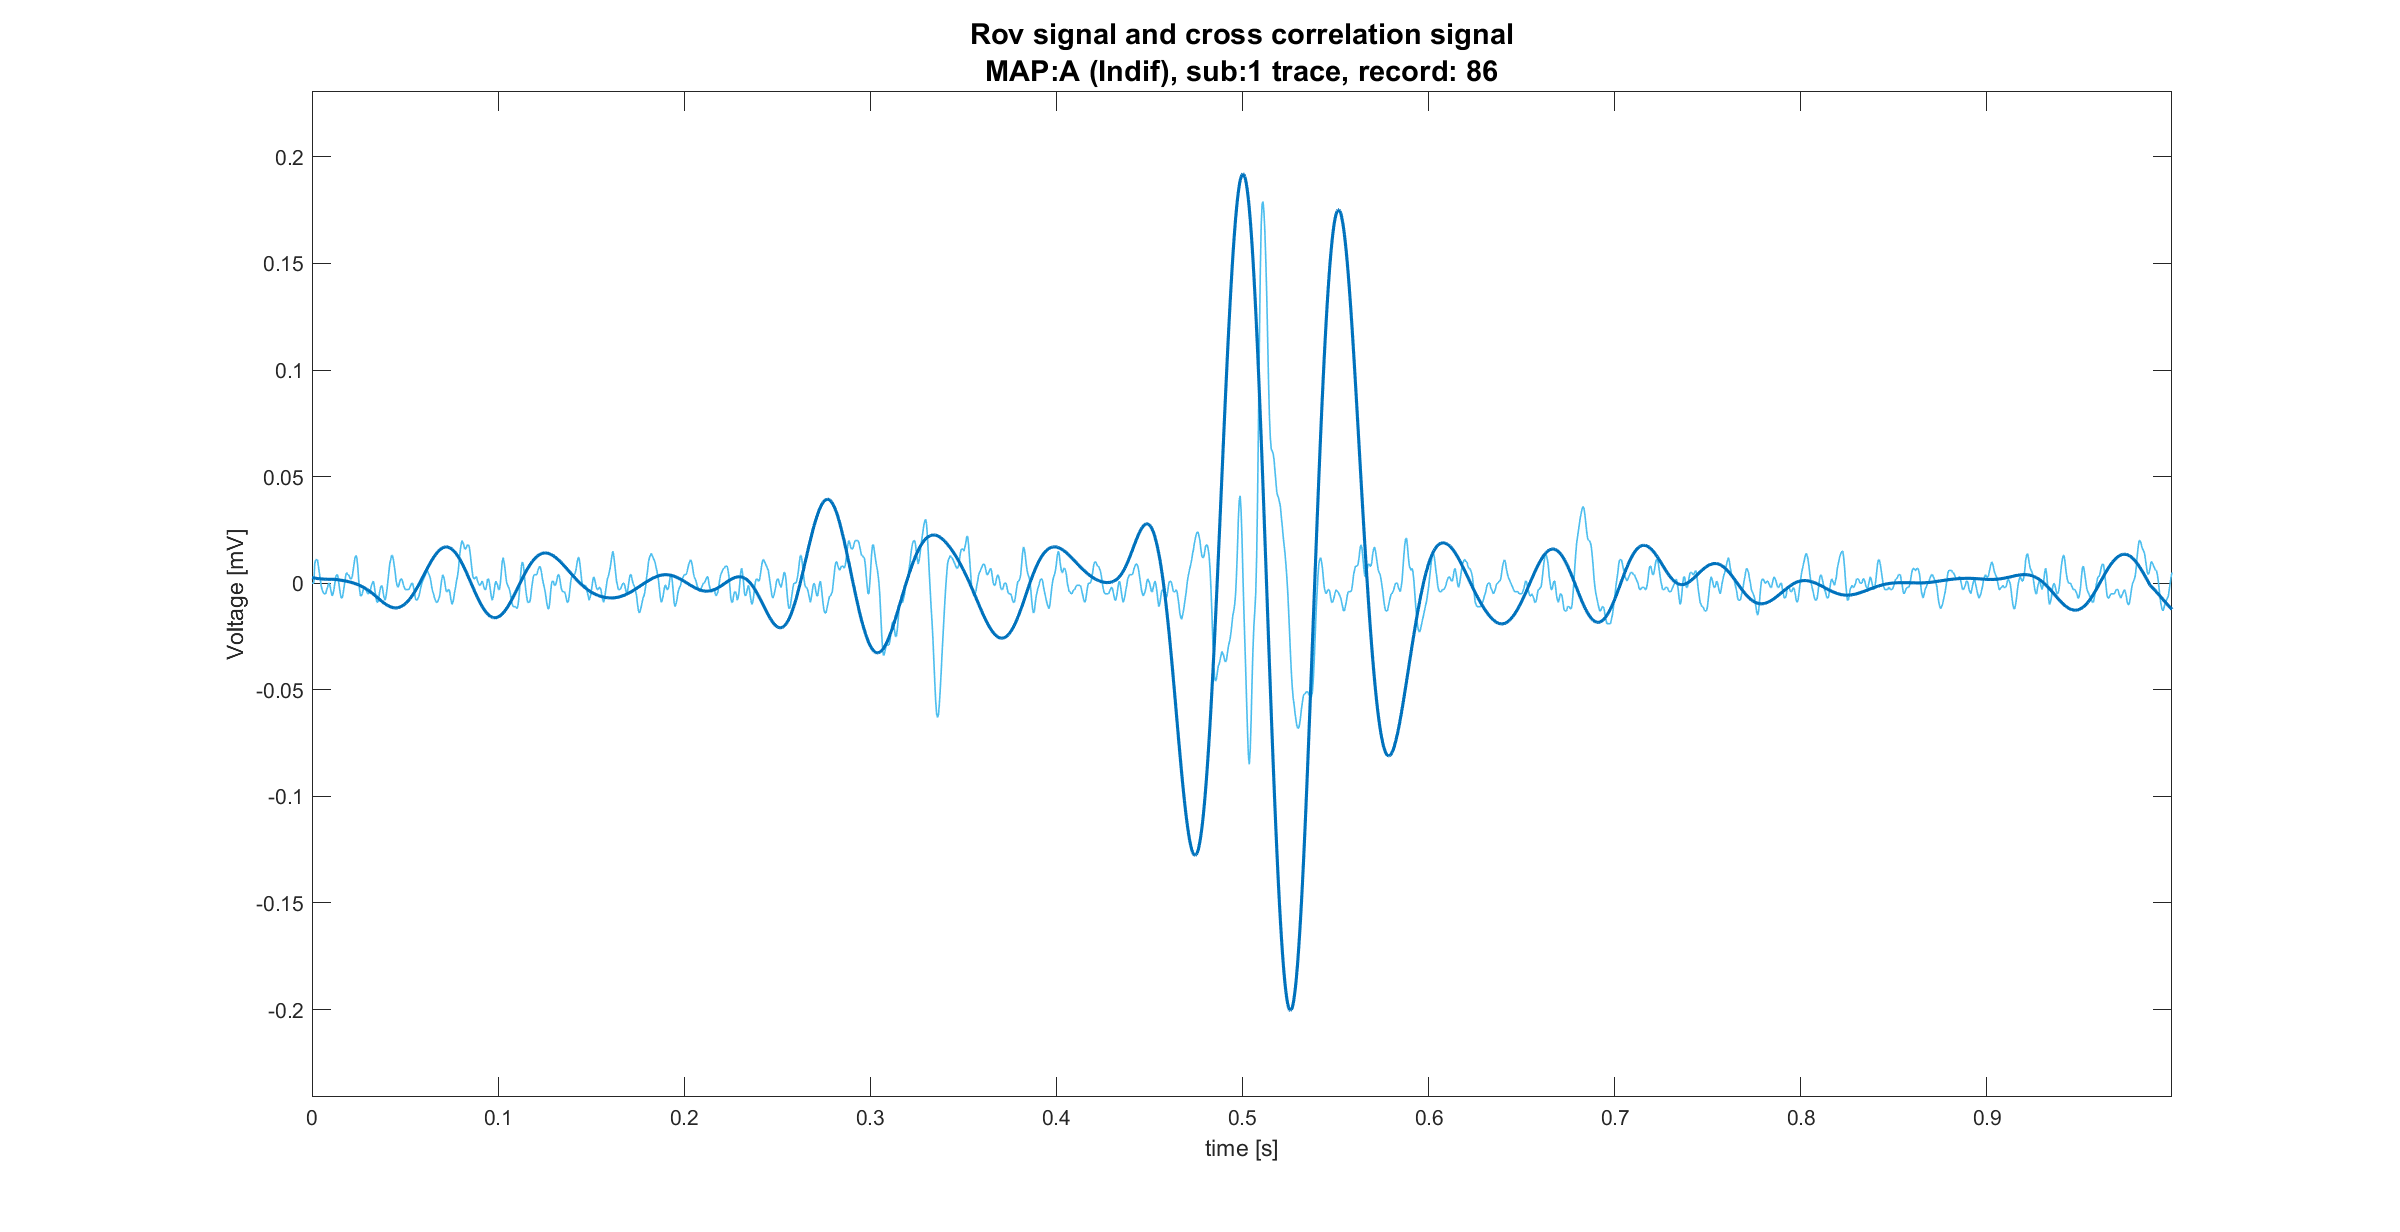 Rov signal and cross correlation signal
MAP:A (Indif), sub:1 trace, record: 86
Voltage [mV]
0.2
0.15
0.1
0.05
0
-0.05
-0.1
-0.15
-0.2
0 0.1 0.2 0.3 0.4 0.5 0.6 0.7 0.8 0.9
time [s]